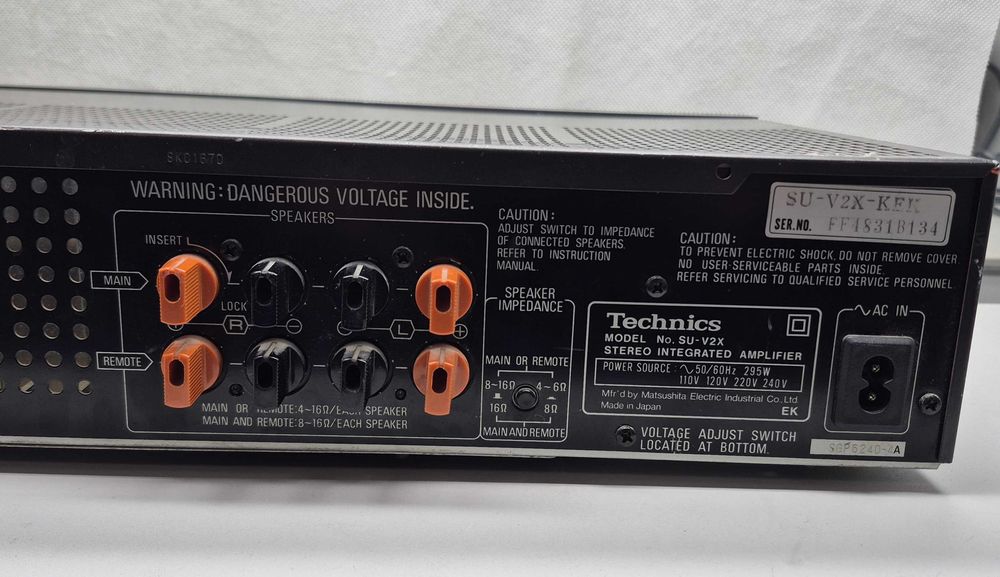 SKC167D
WARNING: DANGEROUS VOLTAGE INSIDE.
SPEAKERS
INSERT
MAIN
LOCK
+ R − − L +
REMOTE
MAIN OR REMOTE:4~16Ω/EACH SPEAKER
MAIN AND REMOTE:8~16Ω/EACH SPEAKER
CAUTION:
ADJUST SWITCH TO IMPEDANCE
OF CONNECTED SPEAKERS.
REFER TO INSTRUCTION
MANUAL.
SPEAKER
IMPEDANCE
MAIN OR REMOTE
8~16Ω 4~6Ω
16Ω 8Ω
MAIN AND REMOTE
SU-V2X-KEK
SER.NO. FF4831B134
CAUTION:
TO PREVENT ELECTRIC SHOCK, DO NOT REMOVE COVER.
NO USER-SERVICEABLE PARTS INSIDE.
REFER SERVICING TO QUALIFIED SERVICE PERSONNEL.
Technics
MODEL No. SU-V2X
STEREO INTEGRATED AMPLIFIER
POWER SOURCE: ∿50/60Hz 295W
110V 120V 220V 240V
Mfr'd by Matsushita Electric Industrial Co., Ltd.
Made in Japan EK
∿AC IN
VOLTAGE ADJUST SWITCH
LOCATED AT BOTTOM.
SGP6240-4A